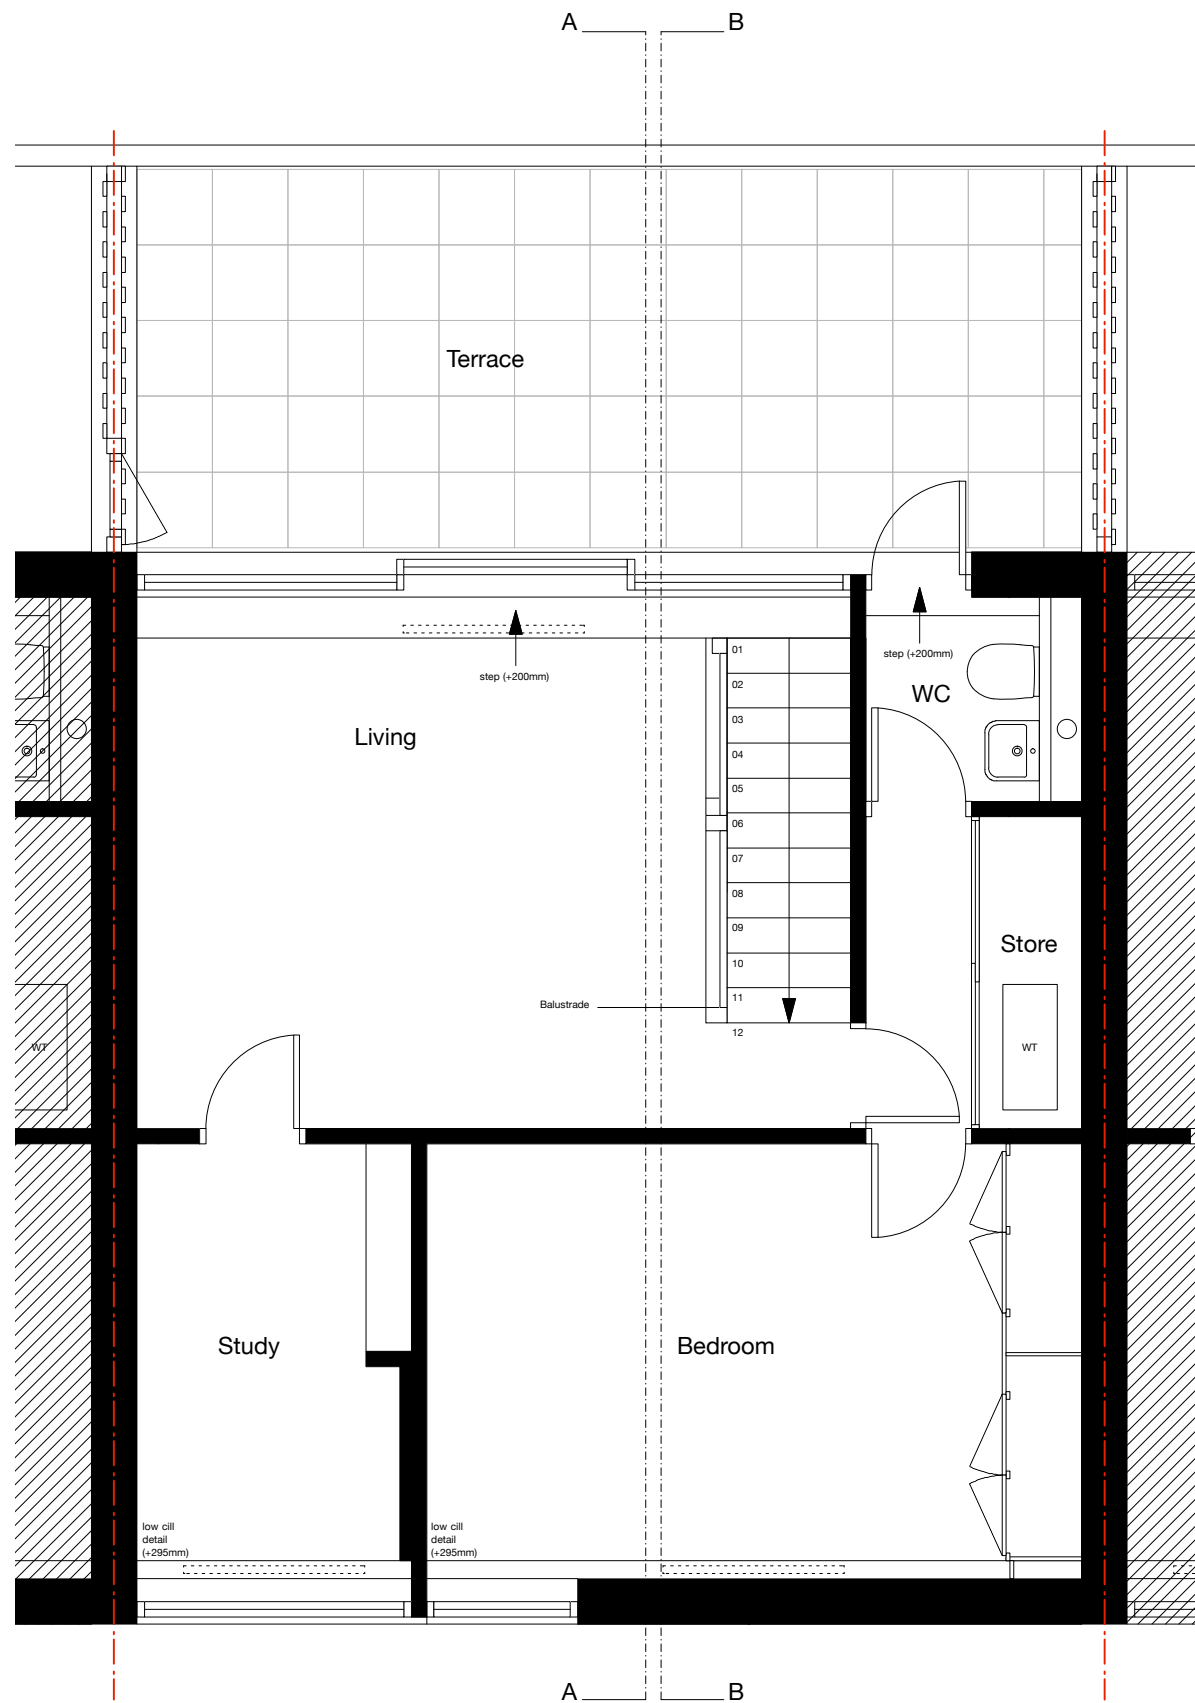 A B
Terrace
step (+200mm)
step (+200mm)
WC
Living
01
02
03
04
05
06
07
08
09
10
11
12
Balustrade
Store
WT
WT
Study
Bedroom
low cill
detail
(+295mm)
low cill
detail
(+295mm)
A B